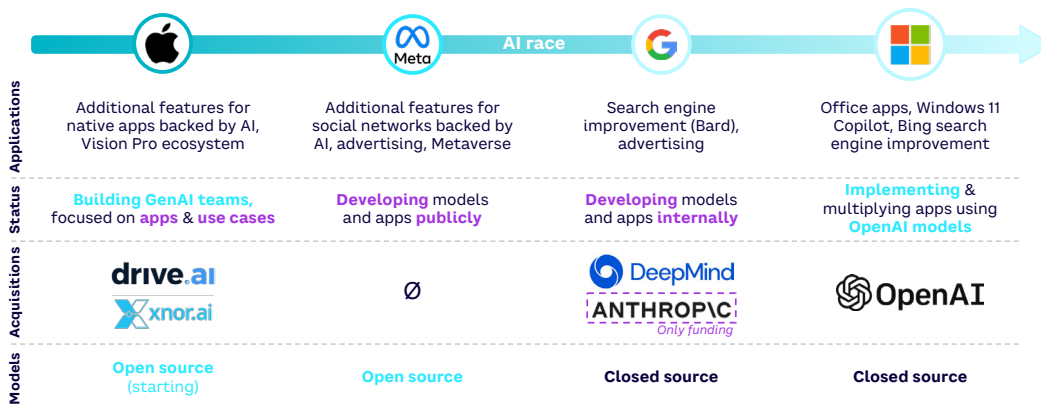 AI race
Meta
Applications
Additional features for
native apps backed by AI,
Vision Pro ecosystem
Additional features for
social networks backed by
AI, advertising, Metaverse
Search engine
improvement (Bard),
advertising
Office apps, Windows 11
Copilot, Bing search
engine improvement
Status
Building GenAI teams,
focused on apps & use cases
Developing models
and apps publicly
Developing models
and apps internally
Implementing &
multiplying apps using
OpenAI models
Acquisitions
drive.ai
xnor.ai
Ø
DeepMind
ANTHROP\C
Only funding
OpenAI
Models
Open source
(starting)
Open source
Closed source
Closed source